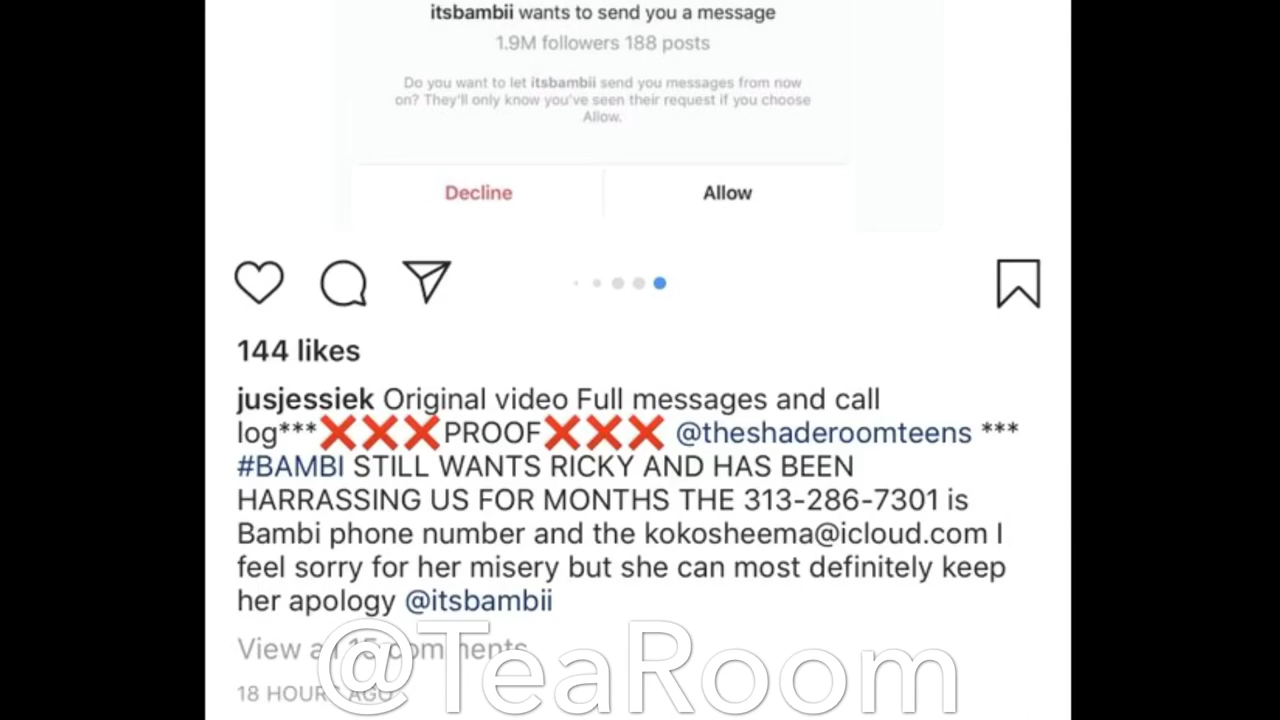 itsbambii wants to send you a message
1.9M followers 188 posts
Do you want to let itsbambii send you messages from now
on? They'll only know you've seen their request if you choose
Allow.
Decline Allow
144 likes
jusjessiek Original video Full messages and call
log***❌❌❌PROOF❌❌❌ @theshaderoomteens ***
#BAMBI STILL WANTS RICKY AND HAS BEEN
HARRASSING US FOR MONTHS THE 313-286-7301 is
Bambi phone number and the kokosheema@icloud.com I
feel sorry for her misery but she can most definitely keep
her apology @itsbambii
View all 15 comments
18 HOURS AGO
@TeaRoom